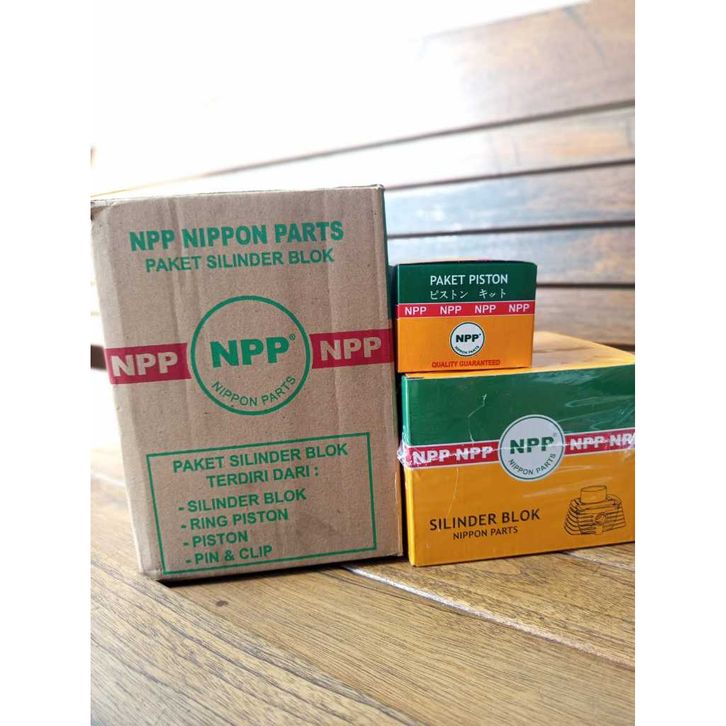 NPP NIPPON PARTS
PAKET SILINDER BLOK
NPP NPP® NPP
NIPPON PARTS
PAKET SILINDER BLOK
TERDIRI DARI :
- SILINDER BLOK
- RING PISTON
- PISTON
- PIN & CLIP
PAKET PISTON
ピストン キット
NPP NPP NPP NPP
NPP
NIPPON PARTS
QUALITY GUARANTEED
NPP NPP NPP NPP
NIPPON PARTS
SILINDER BLOK
NIPPON PARTS